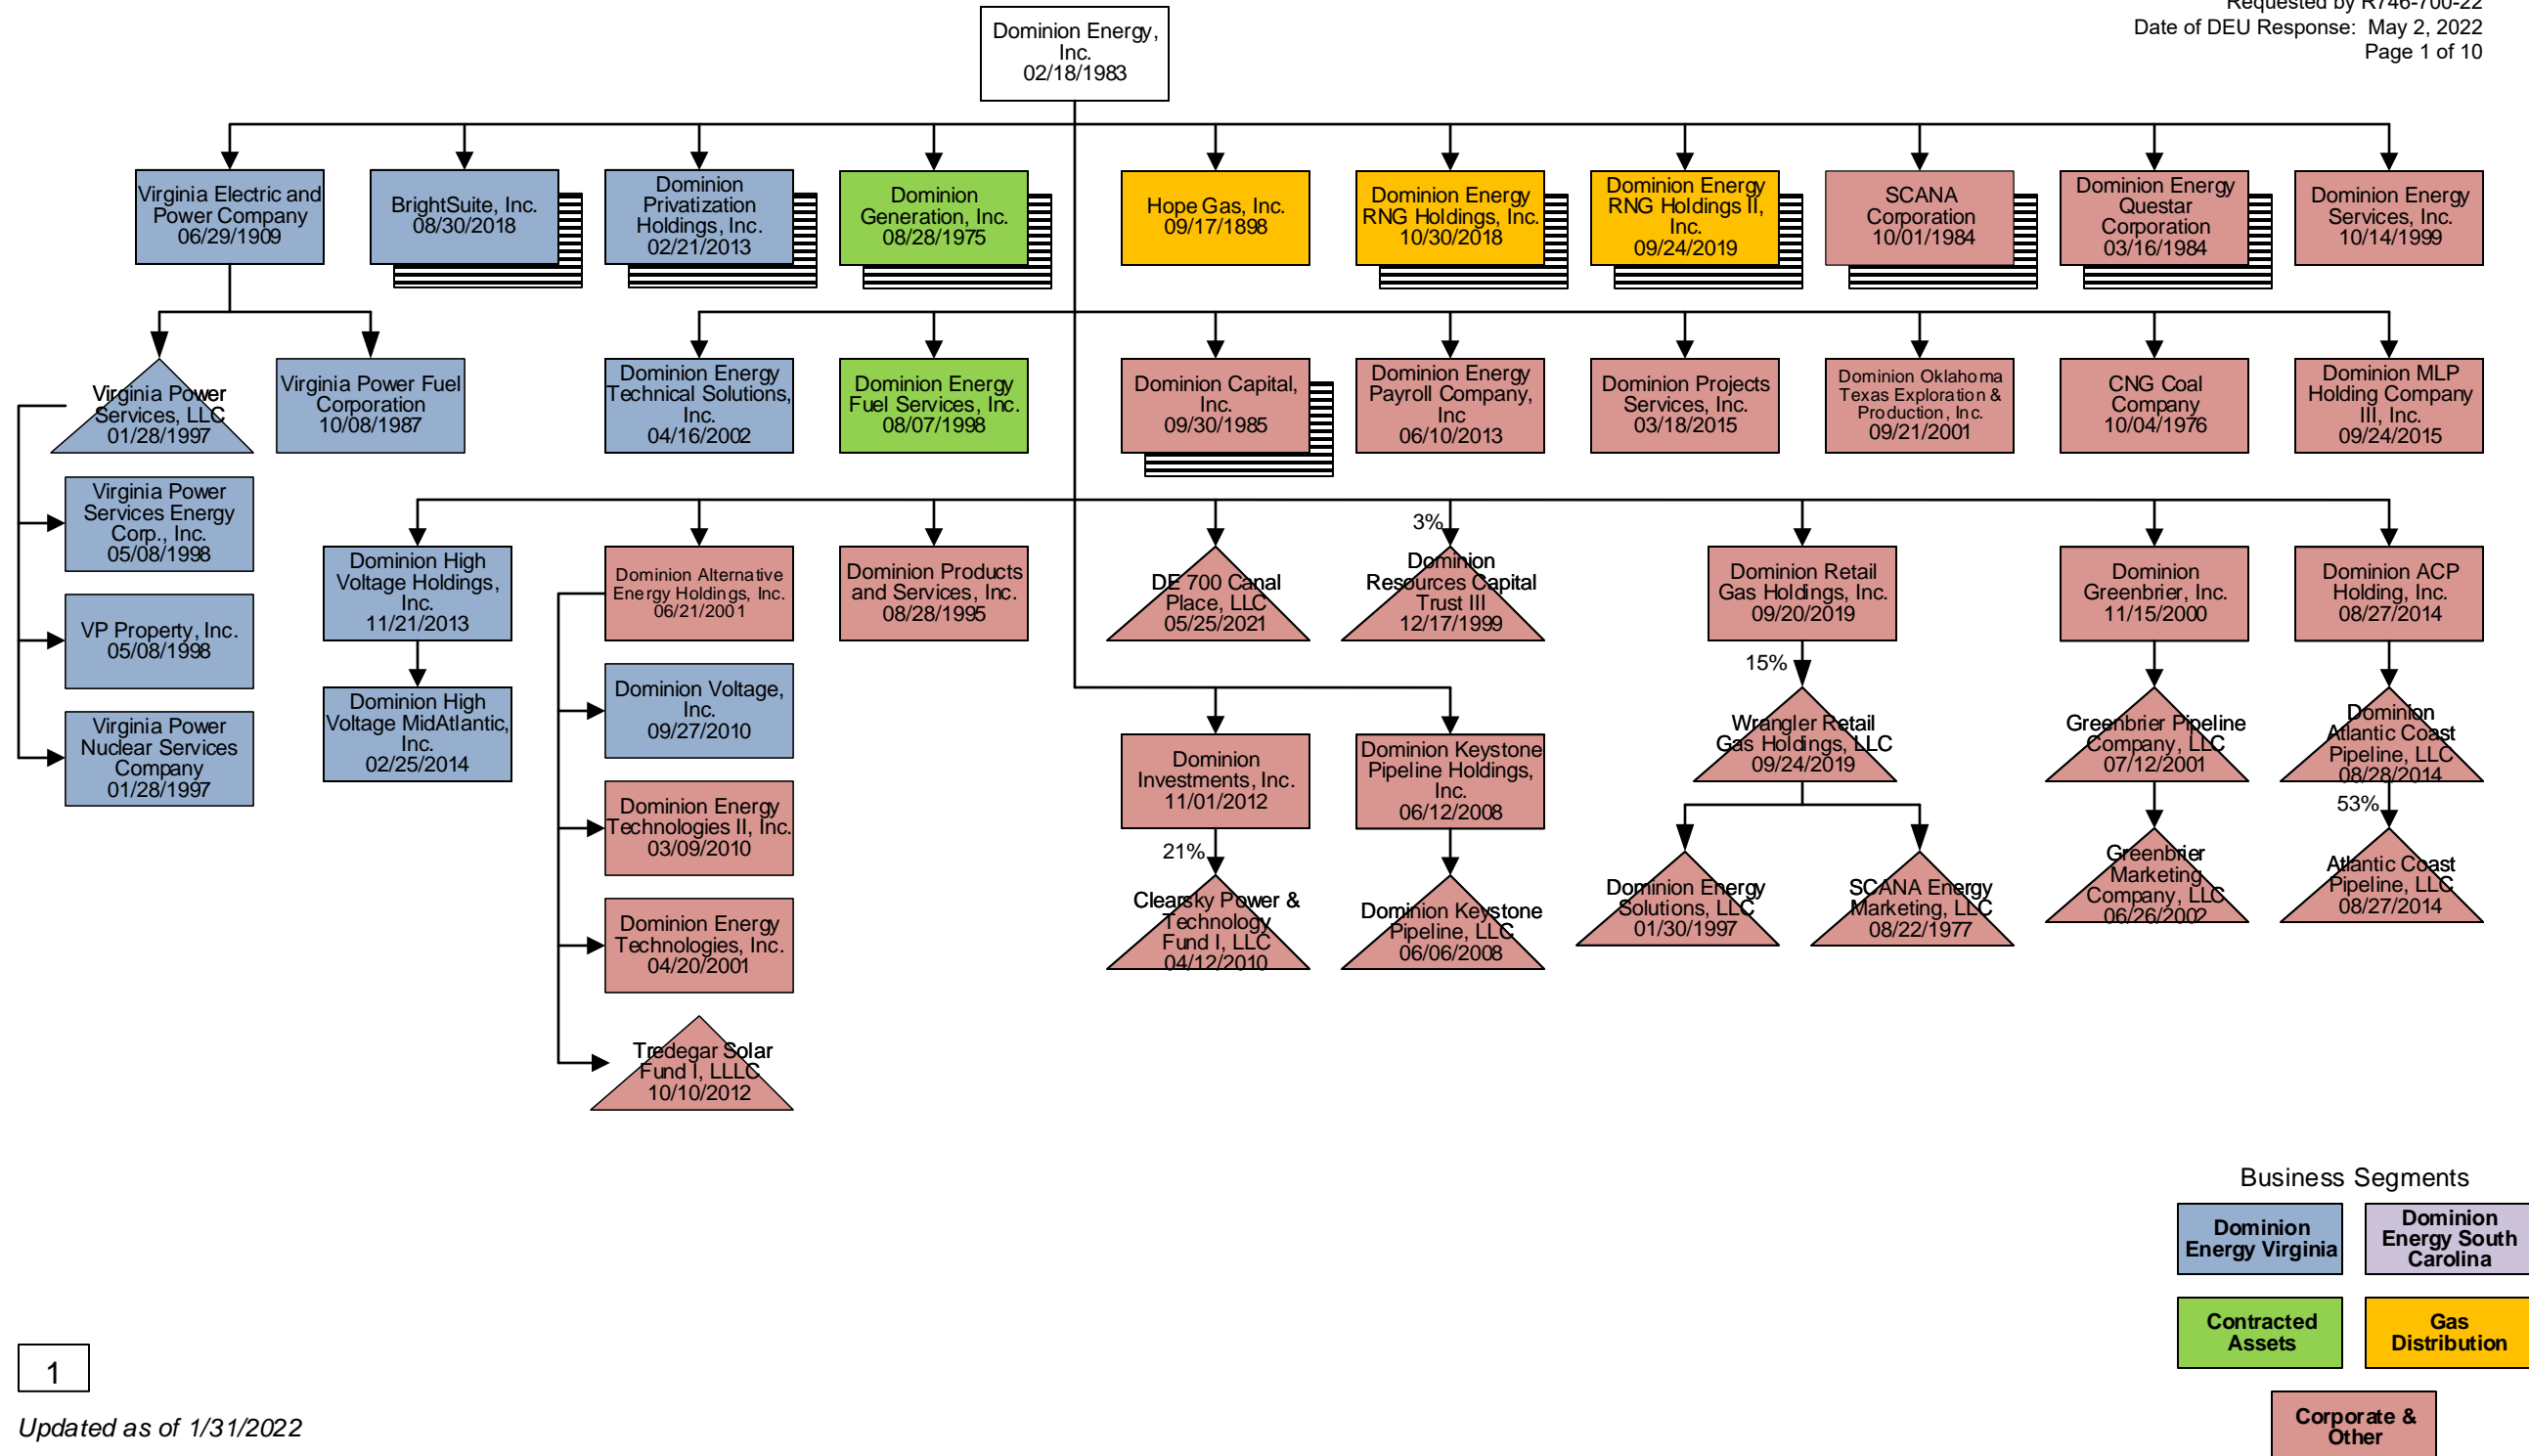 Requested by R746-700-22
Date of DEU Response: May 2, 2022
Page 1 of 10
Dominion Energy,
Inc.
02/18/1983
Virginia Electric and
Power Company
06/29/1909
BrightSuite, Inc.
08/30/2018
Dominion
Privatization
Holdings, Inc.
02/21/2013
Dominion
Generation, Inc.
08/28/1975
Hope Gas, Inc.
09/17/1898
Dominion Energy
RNG Holdings, Inc.
10/30/2018
Dominion Energy
RNG Holdings II,
Inc.
09/24/2019
SCANA
Corporation
10/01/1984
Dominion Energy
Questar
Corporation
03/16/1984
Dominion Energy
Services, Inc.
10/14/1999
Virginia Power
Services, LLC
01/28/1997
Virginia Power Fuel
Corporation
10/08/1987
Dominion Energy
Technical Solutions,
Inc.
04/16/2002
Dominion Energy
Fuel Services, Inc.
08/07/1998
Dominion Capital,
Inc.
09/30/1985
Dominion Energy
Payroll Company,
Inc
06/10/2013
Dominion Projects
Services, Inc.
03/18/2015
Dominion Oklahoma
Texas Exploration &
Production, Inc.
09/21/2001
CNG Coal
Company
10/04/1976
Dominion MLP
Holding Company
III, Inc.
09/24/2015
Virginia Power
Services Energy
Corp., Inc.
05/08/1998
VP Property, Inc.
05/08/1998
Virginia Power
Nuclear Services
Company
01/28/1997
Dominion High
Voltage Holdings,
Inc.
11/21/2013
Dominion High
Voltage MidAtlantic,
Inc.
02/25/2014
Dominion Alternative
Energy Holdings, Inc.
06/21/2001
Dominion Voltage,
Inc.
09/27/2010
Dominion Energy
Technologies II, Inc.
03/09/2010
Dominion Energy
Technologies, Inc.
04/20/2001
Tredegar Solar
Fund I, LLLC
10/10/2012
Dominion Products
and Services, Inc.
08/28/1995
DE 700 Canal
Place, LLC
05/25/2021
3%
Dominion
Resources Capital
Trust III
12/17/1999
Dominion
Investments, Inc.
11/01/2012
21%
Clearsky Power &
Technology
Fund I, LLC
04/12/2010
Dominion Keystone
Pipeline Holdings,
Inc.
06/12/2008
Dominion Keystone
Pipeline, LLC
06/06/2008
Dominion Retail
Gas Holdings, Inc.
09/20/2019
15%
Wrangler Retail
Gas Holdings, LLC
09/24/2019
Dominion Energy
Solutions, LLC
01/30/1997
SCANA Energy
Marketing, LLC
08/22/1977
Dominion
Greenbrier, Inc.
11/15/2000
Greenbrier Pipeline
Company, LLC
07/12/2001
Greenbrier
Marketing
Company, LLC
06/26/2002
Dominion ACP
Holding, Inc.
08/27/2014
Dominion
Atlantic Coast
Pipeline, LLC
08/28/2014
53%
Atlantic Coast
Pipeline, LLC
08/27/2014
Business Segments
Dominion
Energy Virginia
Dominion
Energy South
Carolina
Contracted
Assets
Gas
Distribution
Corporate &
Other
1
Updated as of 1/31/2022